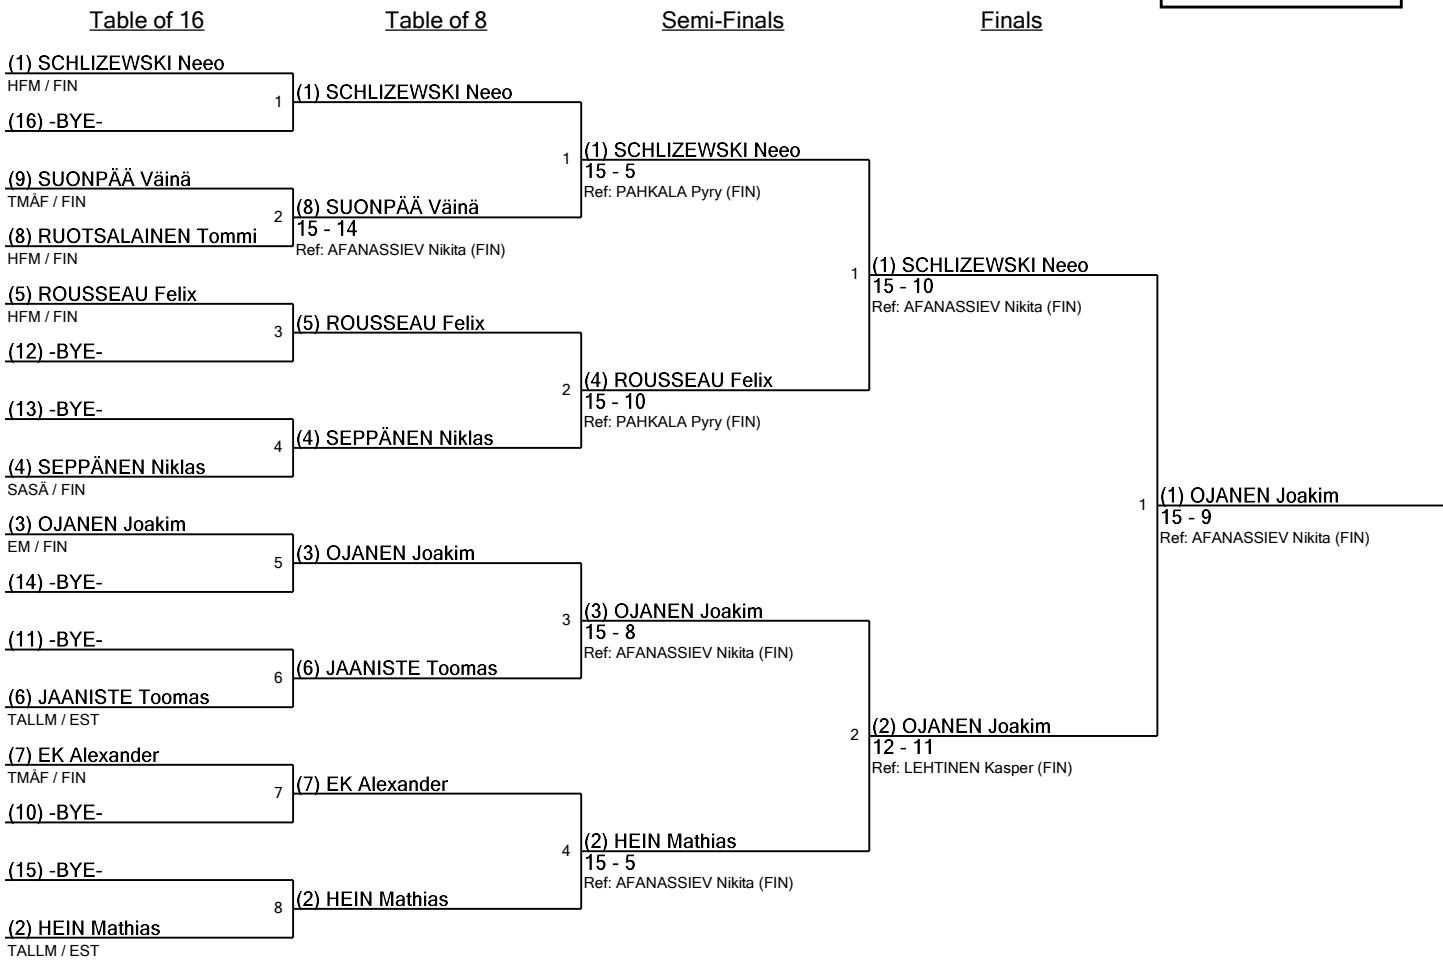 Table of 16
Table of 8
Semi-Finals
Finals
(1) SCHLIZEWSKI Neeo
HFM / FIN
1
(16) -BYE-
(9) SUONPÄÄ Väinä
TMÅF / FIN
2
(8) RUOTSALAINEN Tommi
HFM / FIN
(5) ROUSSEAU Felix
HFM / FIN
3
(12) -BYE-
(13) -BYE-
4
(4) SEPPÄNEN Niklas
SASÄ / FIN
(3) OJANEN Joakim
EM / FIN
5
(14) -BYE-
(11) -BYE-
6
(6) JAANISTE Toomas
TALLM / EST
(7) EK Alexander
TMÅF / FIN
7
(10) -BYE-
(15) -BYE-
8
(2) HEIN Mathias
TALLM / EST
(1) SCHLIZEWSKI Neeo
1
(8) SUONPÄÄ Väinä
15 - 14
Ref: AFANASSIEV Nikita (FIN)
(5) ROUSSEAU Felix
2
(4) SEPPÄNEN Niklas
(3) OJANEN Joakim
3
(6) JAANISTE Toomas
(7) EK Alexander
4
(2) HEIN Mathias
(1) SCHLIZEWSKI Neeo
15 - 5
Ref: PAHKALA Pyry (FIN)
1
(4) ROUSSEAU Felix
15 - 10
Ref: PAHKALA Pyry (FIN)
(3) OJANEN Joakim
15 - 8
Ref: AFANASSIEV Nikita (FIN)
2
(2) HEIN Mathias
15 - 5
Ref: AFANASSIEV Nikita (FIN)
(1) SCHLIZEWSKI Neeo
15 - 10
Ref: AFANASSIEV Nikita (FIN)
1
(2) OJANEN Joakim
12 - 11
Ref: LEHTINEN Kasper (FIN)
(1) OJANEN Joakim
15 - 9
Ref: AFANASSIEV Nikita (FIN)